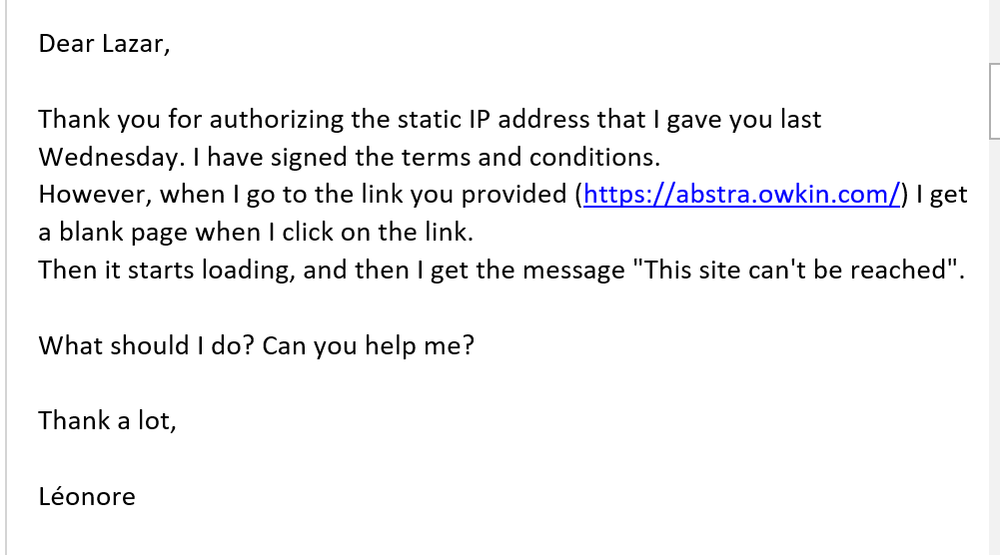 Dear Lazar,
Thank you for authorizing the static IP address that I gave you last
Wednesday. I have signed the terms and conditions.
However, when I go to the link you provided (https://abstra.owkin.com/) I get
a blank page when I click on the link.
Then it starts loading, and then I get the message "This site can't be reached".
What should I do? Can you help me?
Thank a lot,
Léonore